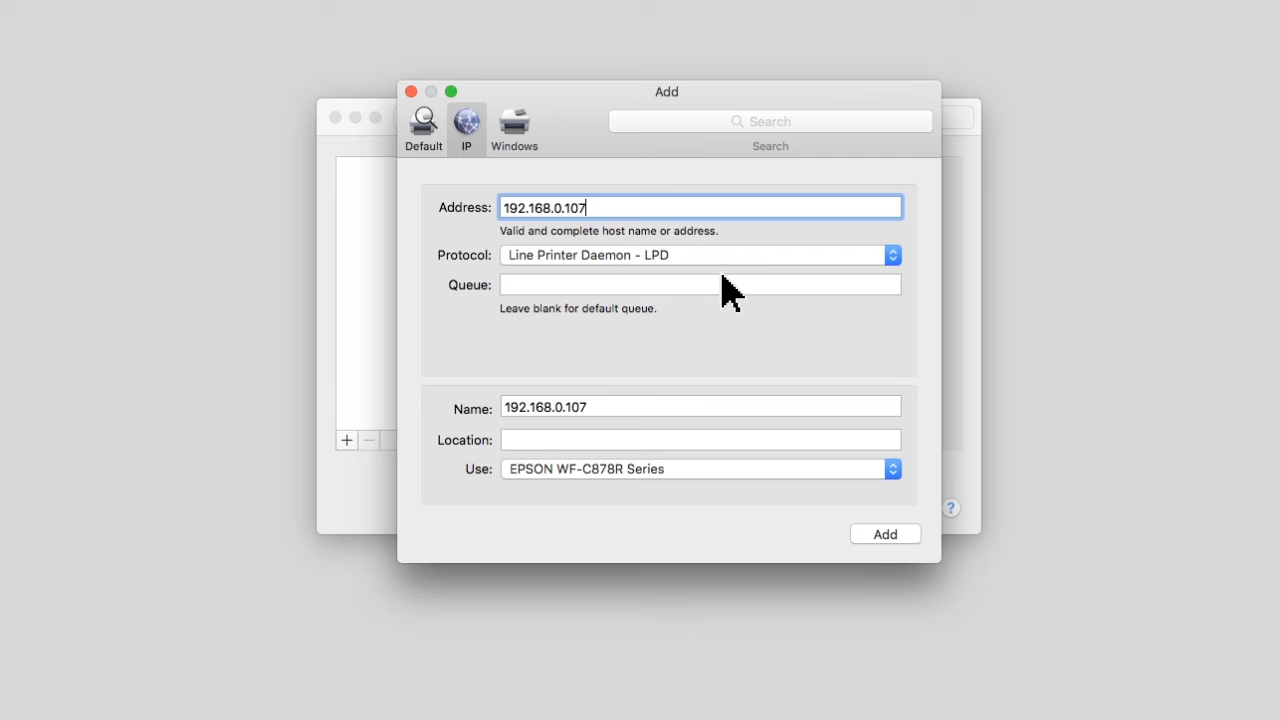 Add
Default
IP
Windows
Search
Search
Address: 192.168.0.107
Valid and complete host name or address.
Protocol: Line Printer Daemon - LPD
Queue:
Leave blank for default queue.
Name: 192.168.0.107
Location:
Use: EPSON WF-C878R Series
+ −
?
Add